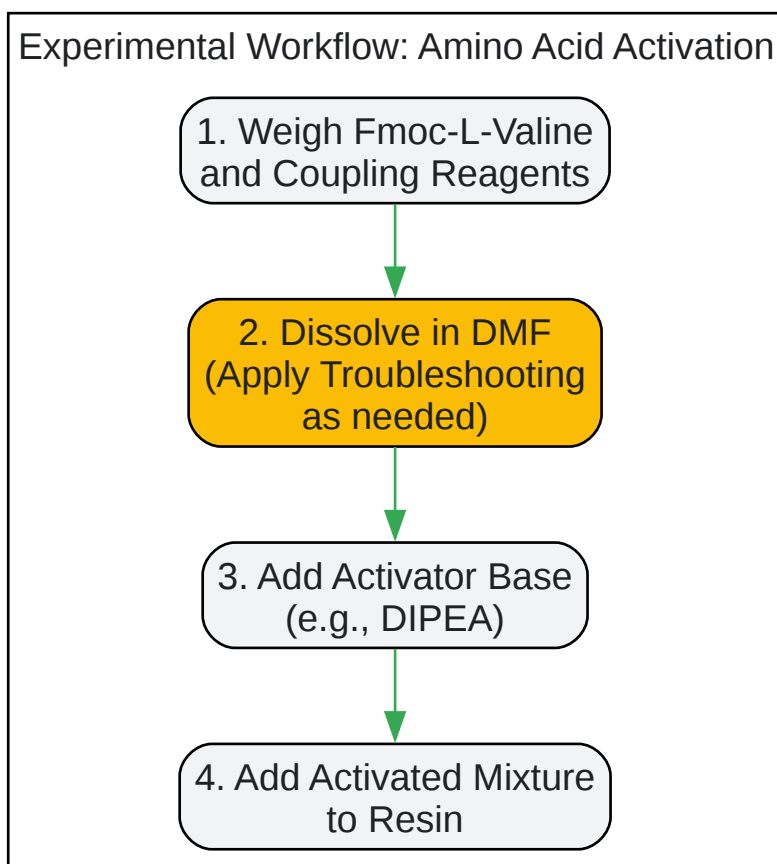 Experimental Workflow: Amino Acid Activation
1. Weigh Fmoc-L-Valine
and Coupling Reagents
2. Dissolve in DMF
(Apply Troubleshooting
as needed)
3. Add Activator Base
(e.g., DIPEA)
4. Add Activated Mixture
to Resin